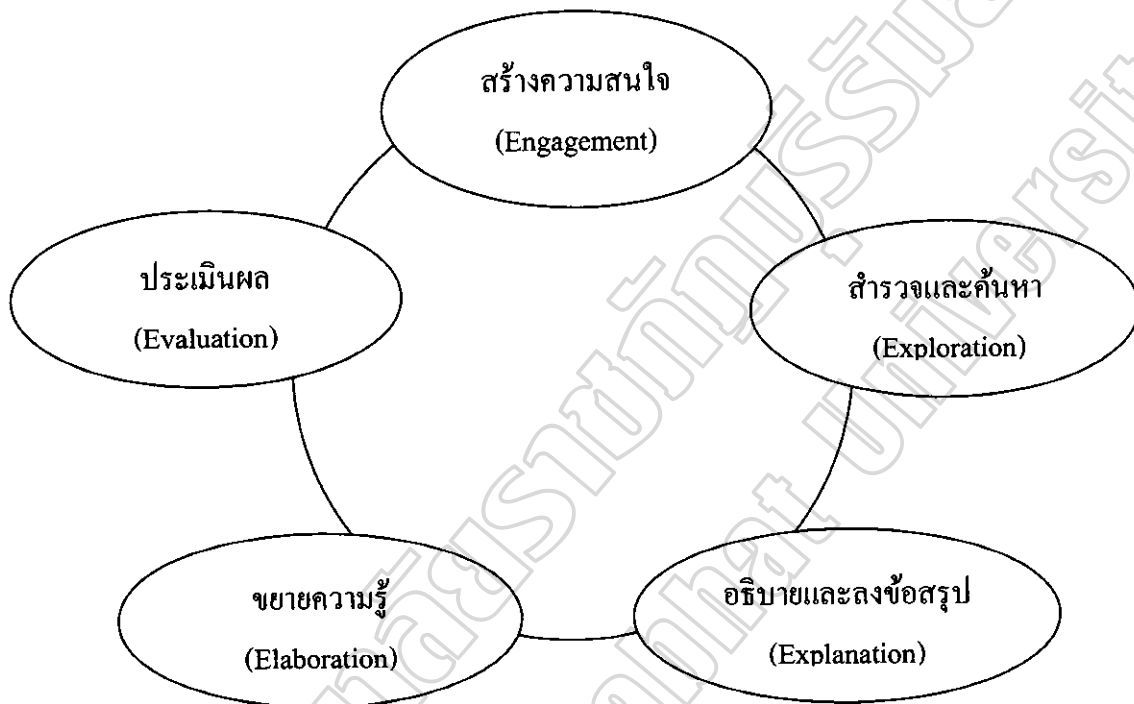 สร้างความสนใจ
(Engagement)
สำรวจและค้นหา
(Exploration)
อธิบายและลงข้อสรุป
(Explanation)
ขยายความรู้
(Elaboration)
ประเมินผล
(Evaluation)